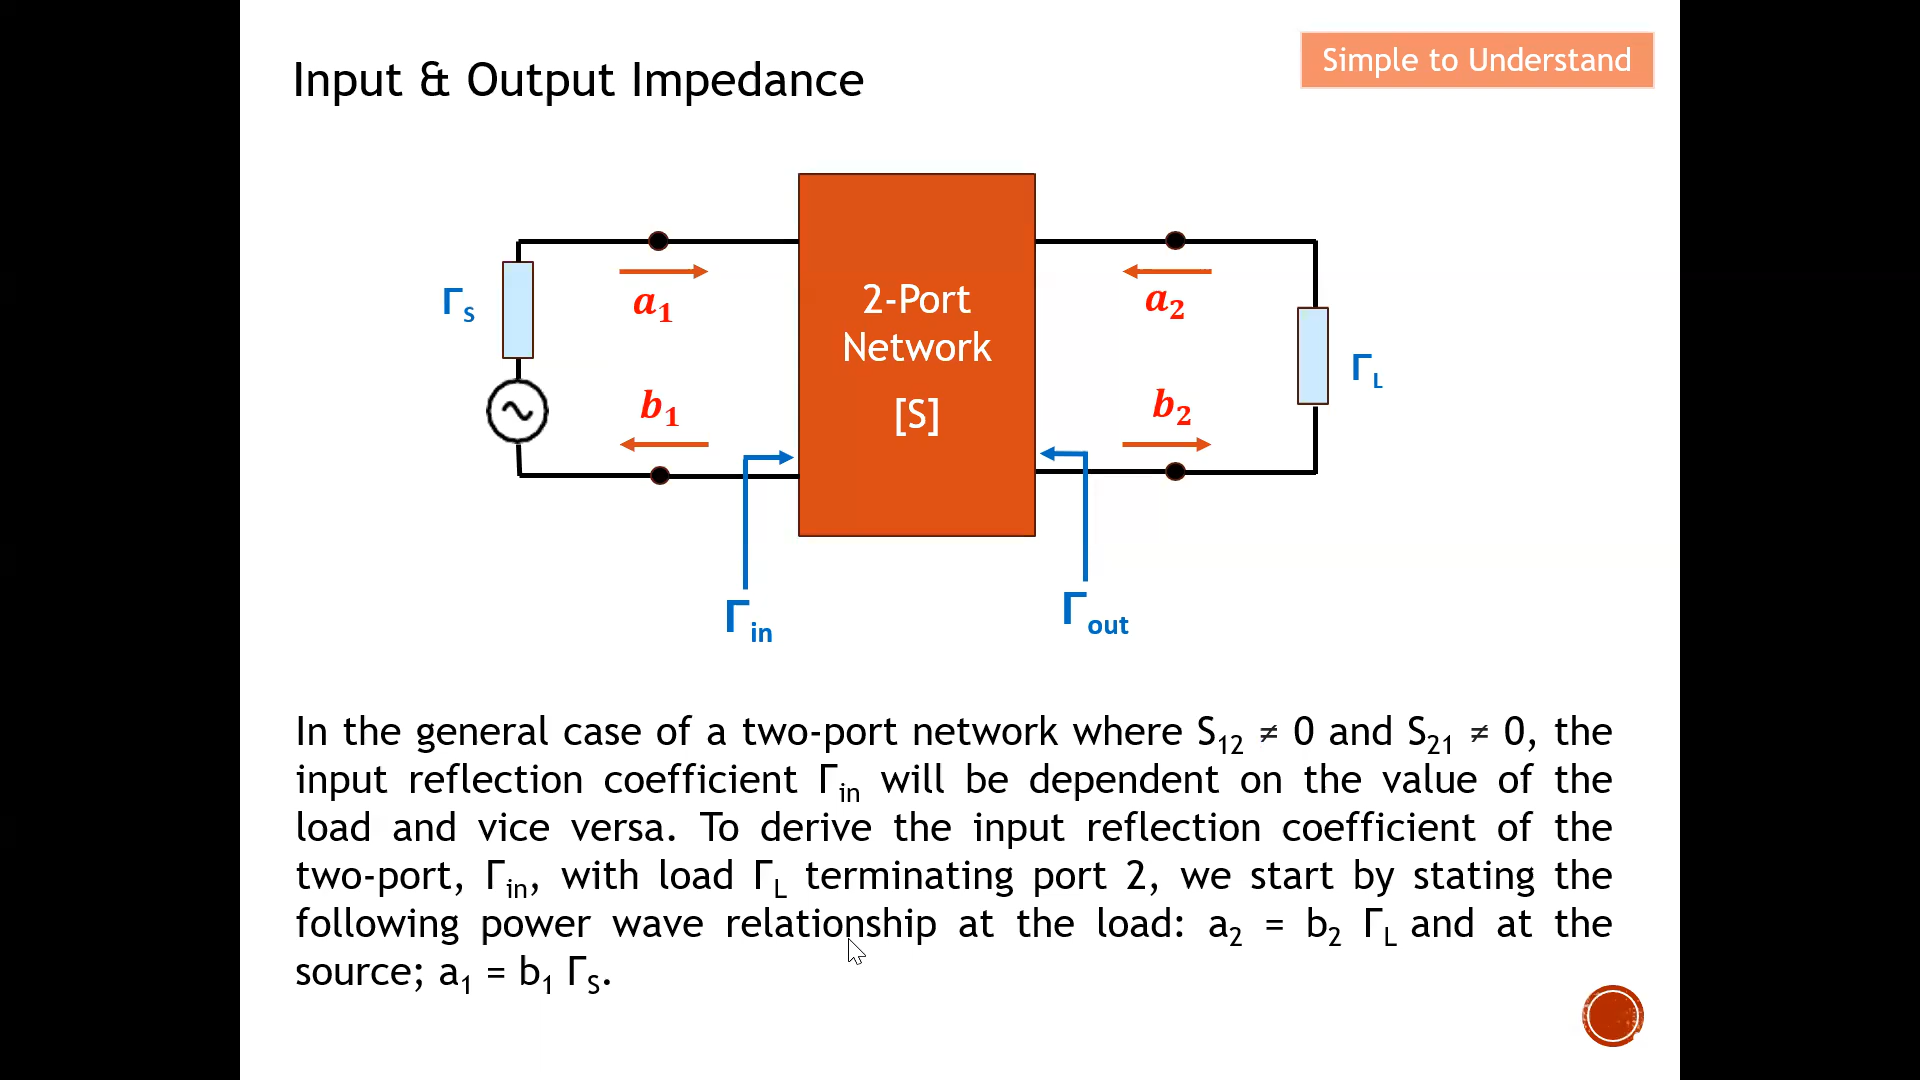 Input & Output Impedance
Simple to Understand
2-Port
Network
[S]
Γs
a₁
b₁
a₂
b₂
ΓL
Γin
Γout
In the general case of a two-port network where S₁₂ ≠ 0 and S₂₁ ≠ 0, the
input reflection coefficient Γin will be dependent on the value of the
load and vice versa. To derive the input reflection coefficient of the
two-port, Γin, with load ΓL terminating port 2, we start by stating the
following power wave relationship at the load: a₂ = b₂ ΓL and at the
source; a₁ = b₁ ΓS.